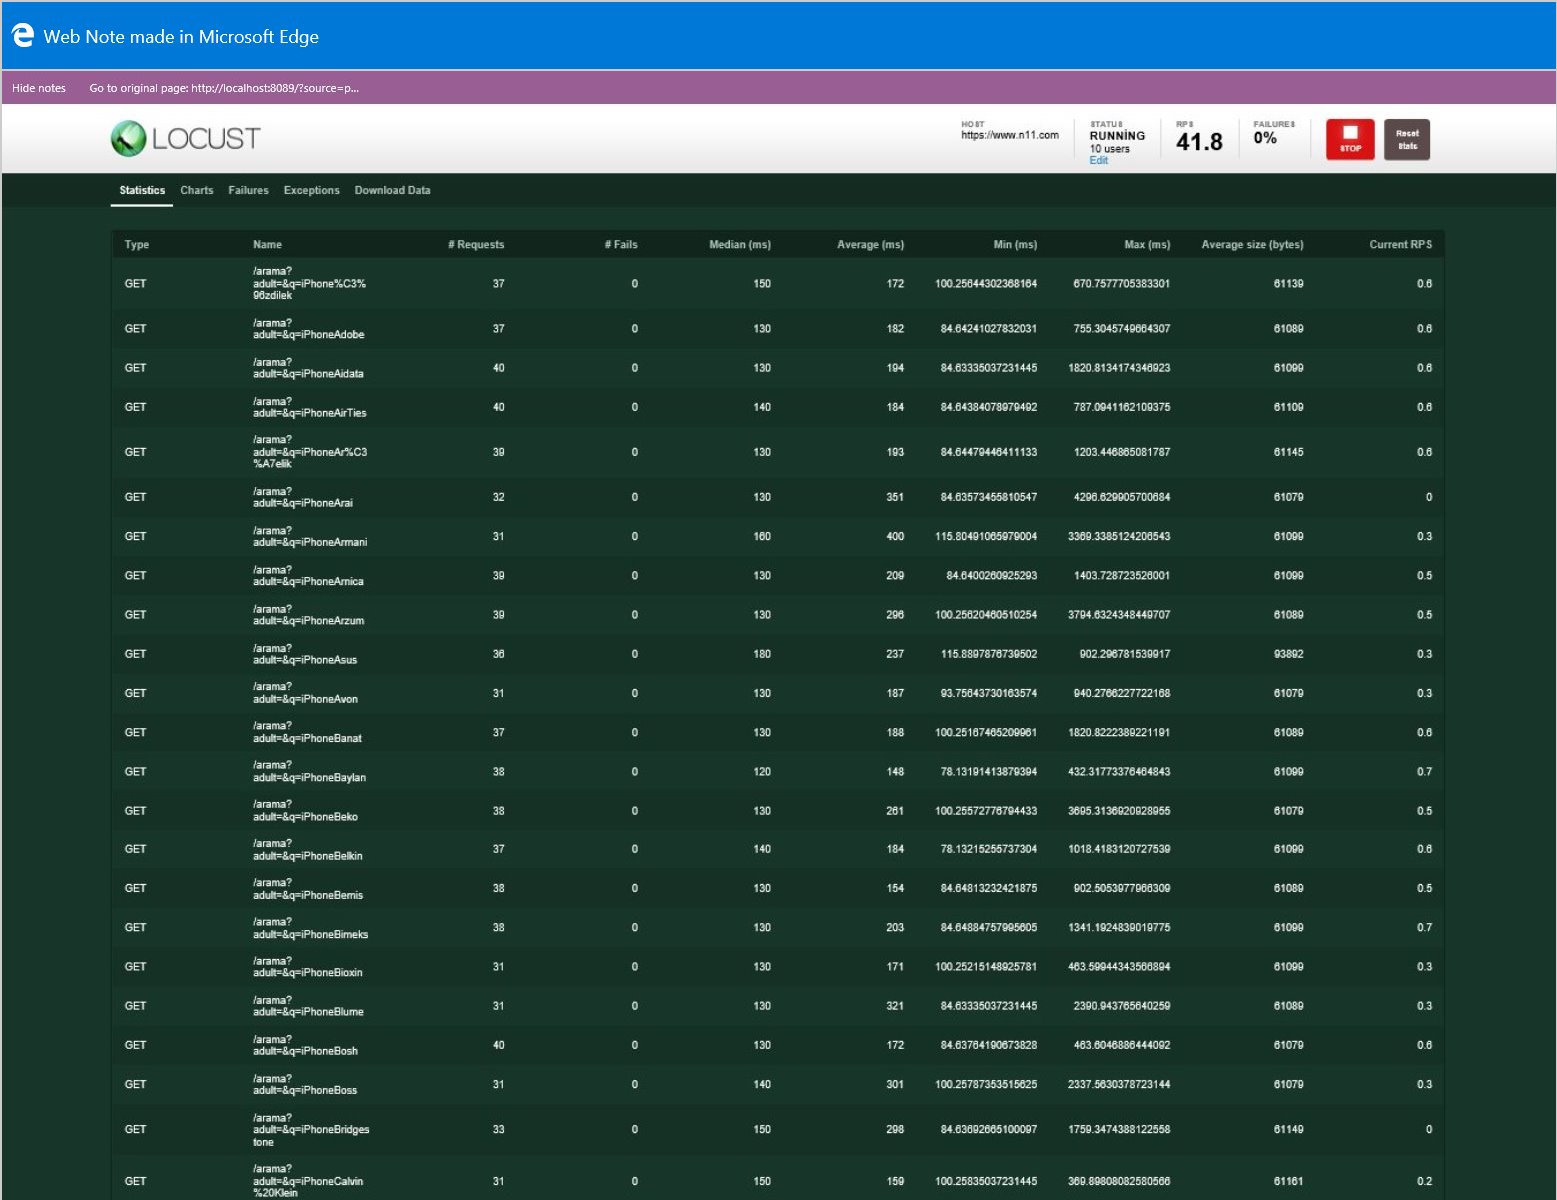 Web Note made in Microsoft Edge
Hide notes Go to original page: http://localhost:8089/?source=p...
LOCUST
HOST
https://www.n11.com
STATUS
RUNNİNG
10 users
Edit
RPS
41.8
FAILURES
0%
STOP
Reset
Stats
Statistics Charts Failures Exceptions Download Data
Type Name # Requests # Fails Median (ms) Average (ms) Min (ms) Max (ms) Average size (bytes) Current RPS
GET /arama?
adult=&q=iPhone%C3%
96zdilek 37 0 150 172 100.25644302368164 670.7577705383301 61139 0.6
GET /arama?
adult=&q=iPhoneAdobe 37 0 130 182 84.64241027832031 755.3045749664307 61089 0.6
GET /arama?
adult=&q=iPhoneAidata 40 0 130 194 84.63335037231445 1820.8134174346923 61099 0.6
GET /arama?
adult=&q=iPhoneAirTies 40 0 140 184 84.64384078979492 787.0941162109375 61109 0.6
GET /arama?
adult=&q=iPhoneAr%C3
%A7elik 39 0 130 193 84.64479446411133 1203.446865081787 61145 0.6
GET /arama?
adult=&q=iPhoneArai 32 0 130 351 84.63573455810547 4296.629905700684 61079 0
GET /arama?
adult=&q=iPhoneArmani 31 0 160 400 115.80491065979004 3369.3385124206543 61099 0.3
GET /arama?
adult=&q=iPhoneArnica 39 0 130 209 84.6400260925293 1403.728723526001 61099 0.5
GET /arama?
adult=&q=iPhoneArzum 39 0 130 296 100.25620460510254 3794.6324348449707 61089 0.5
GET /arama?
adult=&q=iPhoneAsus 36 0 180 237 115.8897876739502 902.296781539917 93892 0.3
GET /arama?
adult=&q=iPhoneAvon 31 0 130 187 93.75643730163574 940.2766227722168 61079 0.3
GET /arama?
adult=&q=iPhoneBanat 37 0 130 188 100.25167465209961 1820.8222389221191 61089 0.6
GET /arama?
adult=&q=iPhoneBaylan 38 0 120 148 78.13191413879394 432.31773376464843 61099 0.7
GET /arama?
adult=&q=iPhoneBeko 38 0 130 261 100.25572776794433 3695.3136920928955 61079 0.5
GET /arama?
adult=&q=iPhoneBelkin 37 0 140 184 78.13215255737304 1018.4183120727539 61099 0.6
GET /arama?
adult=&q=iPhoneBemis 38 0 130 154 84.64813232421875 902.5053977966309 61089 0.5
GET /arama?
adult=&q=iPhoneBimeks 38 0 130 203 84.64884757995605 1341.1924839019775 61099 0.7
GET /arama?
adult=&q=iPhoneBioxin 31 0 130 171 100.25215148925781 463.59944343566894 61099 0.3
GET /arama?
adult=&q=iPhoneBlume 31 0 130 321 84.63335037231445 2390.943765640259 61089 0.3
GET /arama?
adult=&q=iPhoneBosh 40 0 130 172 84.63764190673828 463.6046886444092 61079 0.6
GET /arama?
adult=&q=iPhoneBoss 31 0 140 301 100.25787353515625 2337.5630378723144 61079 0.3
GET /arama?
adult=&q=iPhoneBridges
tone 33 0 150 298 84.63692665100097 1759.3474388122558 61149 0
GET /arama?
adult=&q=iPhoneCalvin
%20Klein 31 0 150 159 100.25835037231445 369.89808082580566 61161 0.2